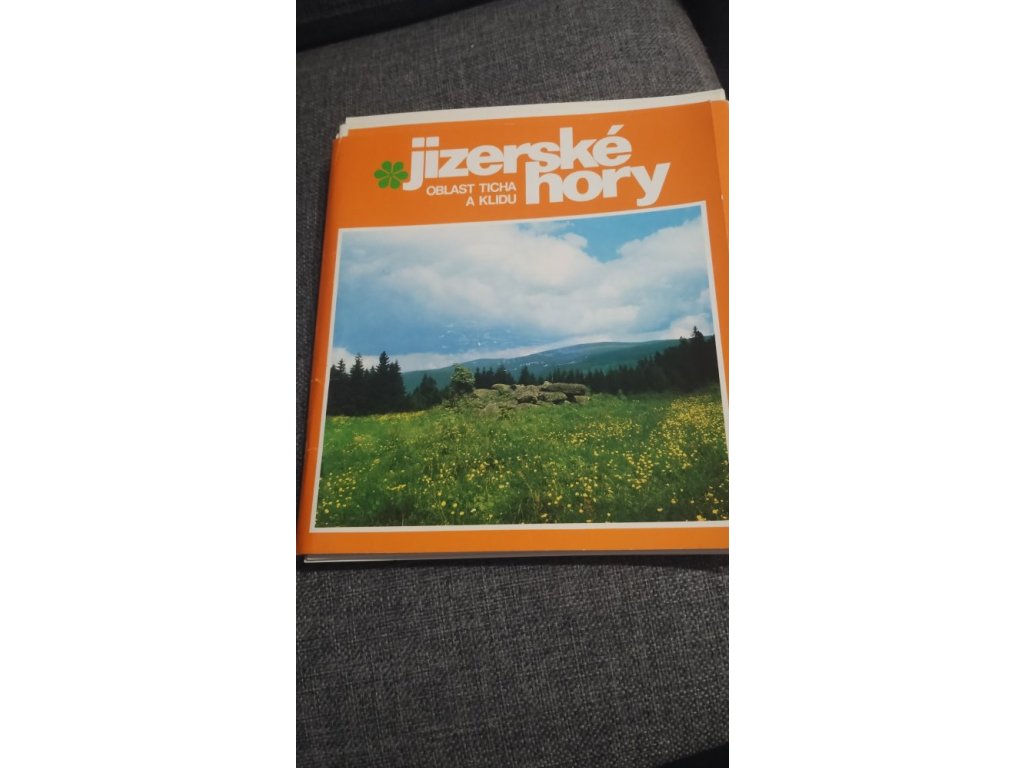 jizerské
hory
OBLAST TICHA
A KLIDU